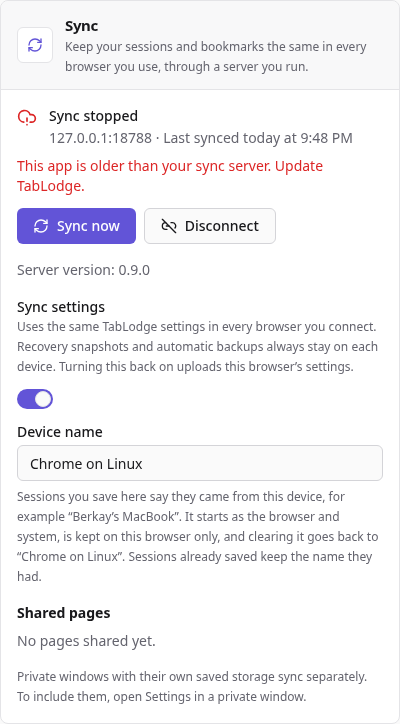 Sync
Keep your sessions and bookmarks the same in every
browser you use, through a server you run.
Sync stopped
127.0.0.1:18788 · Last synced today at 9:48 PM
This app is older than your sync server. Update
TabLodge.
Sync now
Disconnect
Server version: 0.9.0
Sync settings
Uses the same TabLodge settings in every browser you connect.
Recovery snapshots and automatic backups always stay on each
device. Turning this back on uploads this browser’s settings.
Device name
Chrome on Linux
Sessions you save here say they came from this device, for
example “Berkay’s MacBook”. It starts as the browser and
system, is kept on this browser only, and clearing it goes back to
“Chrome on Linux”. Sessions already saved keep the name they
had.
Shared pages
No pages shared yet.
Private windows with their own saved storage sync separately.
To include them, open Settings in a private window.